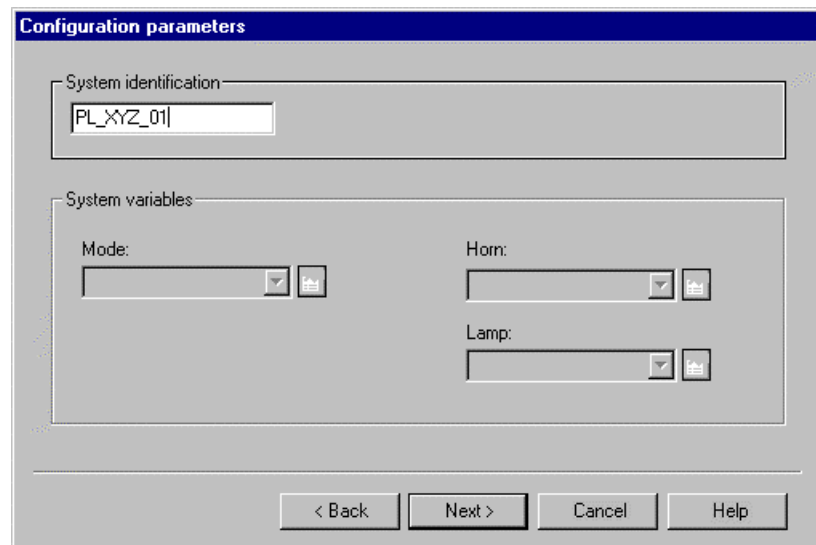 Configuration parameters
System identification
PL_XYZ_01
System variables
Mode:
Horn:
Lamp:
< Back
Next >
Cancel
Help